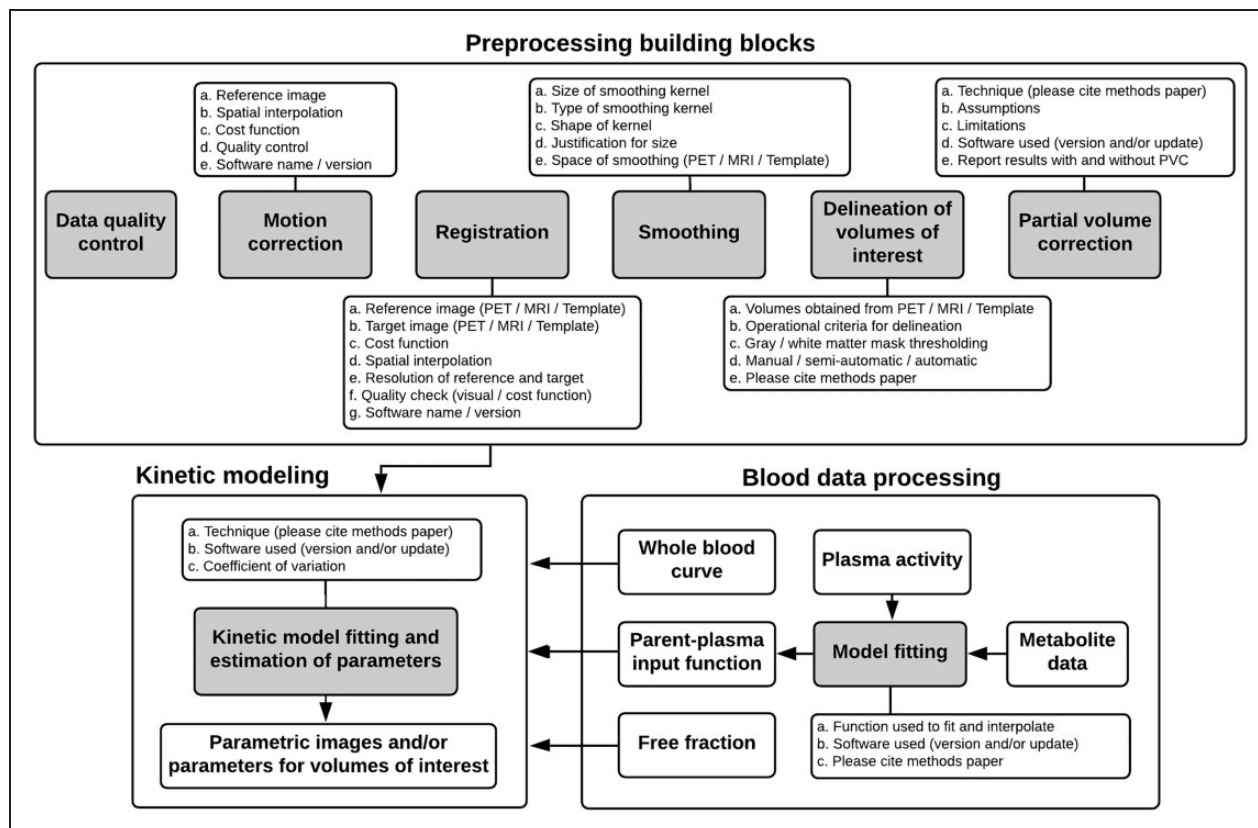 Preprocessing building blocks
a. Reference image
b. Spatial interpolation
c. Cost function
d. Quality control
e. Software name / version
a. Size of smoothing kernel
b. Type of smoothing kernel
c. Shape of kernel
d. Justification for size
e. Space of smoothing (PET / MRI / Template)
a. Technique (please cite methods paper)
b. Assumptions
c. Limitations
d. Software used (version and/or update)
e. Report results with and without PVC
Data quality
control
Motion
correction
Registration
Smoothing
Delineation of
volumes of
interest
Partial volume
correction
a. Reference image (PET / MRI / Template)
b. Target image (PET / MRI / Template)
c. Cost function
d. Spatial interpolation
e. Resolution of reference and target
f. Quality check (visual / cost function)
g. Software name / version
a. Volumes obtained from PET / MRI / Template
b. Operational criteria for delineation
c. Gray / white matter mask thresholding
d. Manual / semi-automatic / automatic
e. Please cite methods paper
Kinetic modeling
a. Technique (please cite methods paper)
b. Software used (version and/or update)
c. Coefficient of variation
Kinetic model fitting and
estimation of parameters
Parametric images and/or
parameters for volumes of interest
Blood data processing
Whole blood
curve
Plasma activity
Parent-plasma
input function
Model fitting
Metabolite
data
Free fraction
a. Function used to fit and interpolate
b. Software used (version and/or update)
c. Please cite methods paper